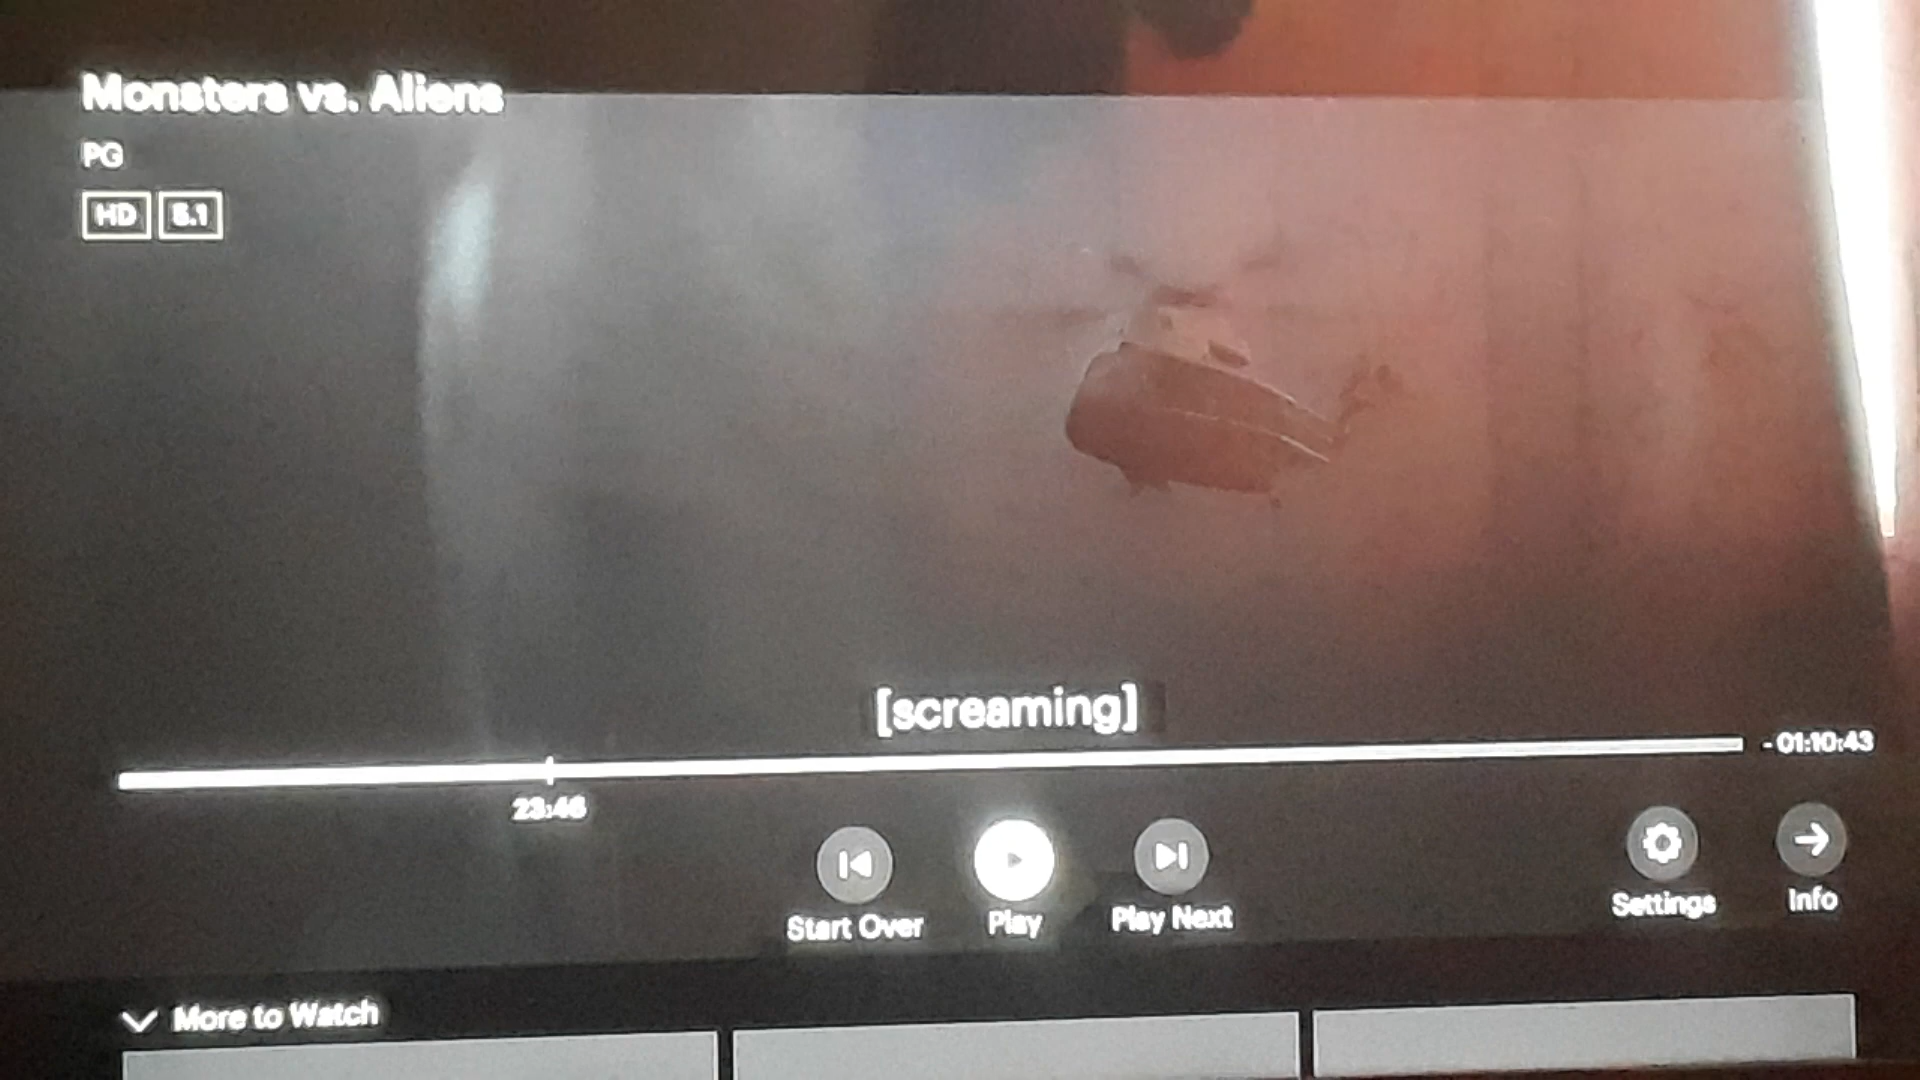 Monsters vs. Aliens
PG
HD 5.1
[screaming]
- 01:10:43
23:46
Start Over
Play
Play Next
Settings
Info
More to Watch